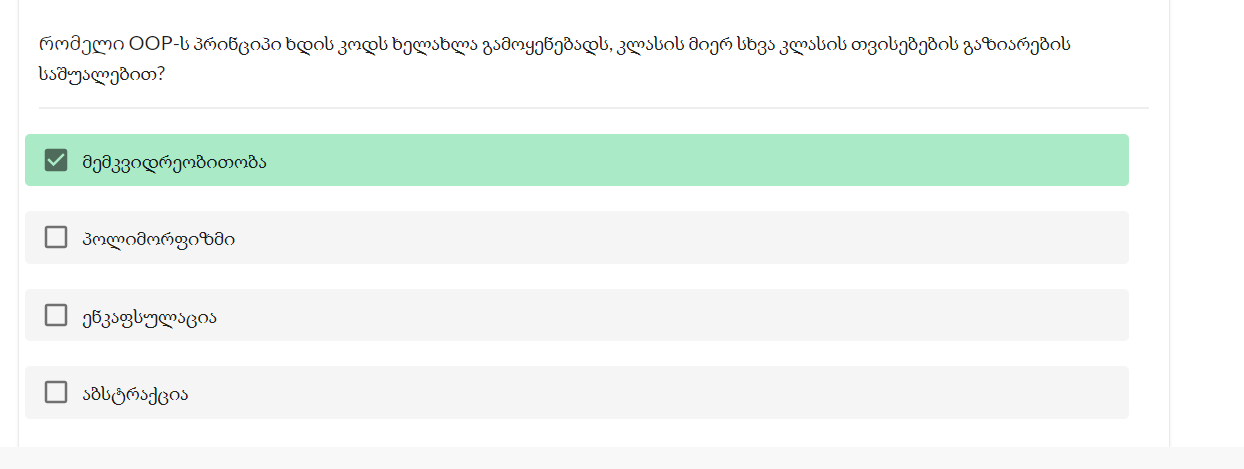 რომელი OOP-ს პრინციპი ხდის კოდს ხელახლა გამოყენებადს, კლასის მიერ სხვა კლასის თვისებების გაზიარების
საშუალებით?
მემკვიდრეობითობა
პოლიმორფიზმი
ენკაფსულაცია
აბსტრაქცია